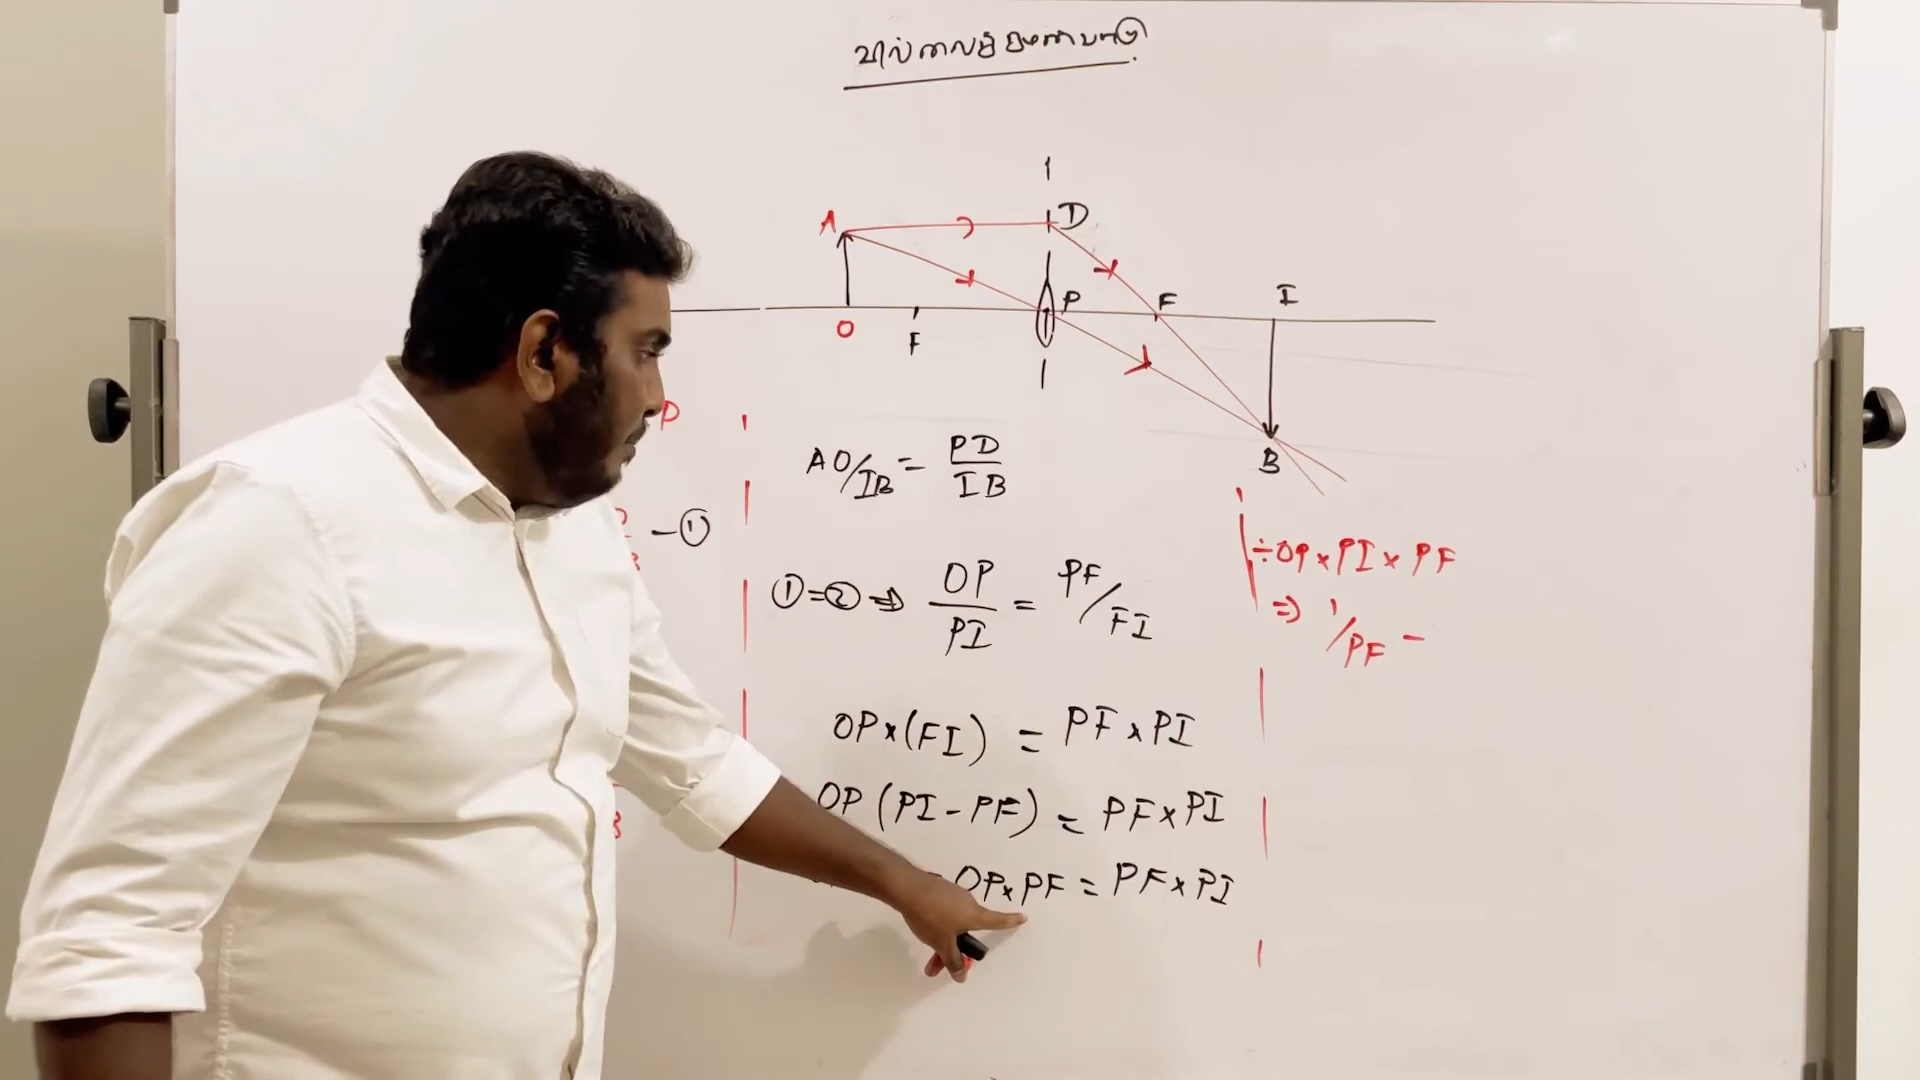 வில்லைச் சமன்பாடு
A
D
P
F
I
O
F
B
P
AO/IB = PD/IB
- ①
÷OP×PI×PF
①=② ⇒ OP/PI = PF/FI
⇒ 1/PF -
OP×(FI) = PF×PI
OP (PI-PF) = PF×PI
OP×PF = PF×PI